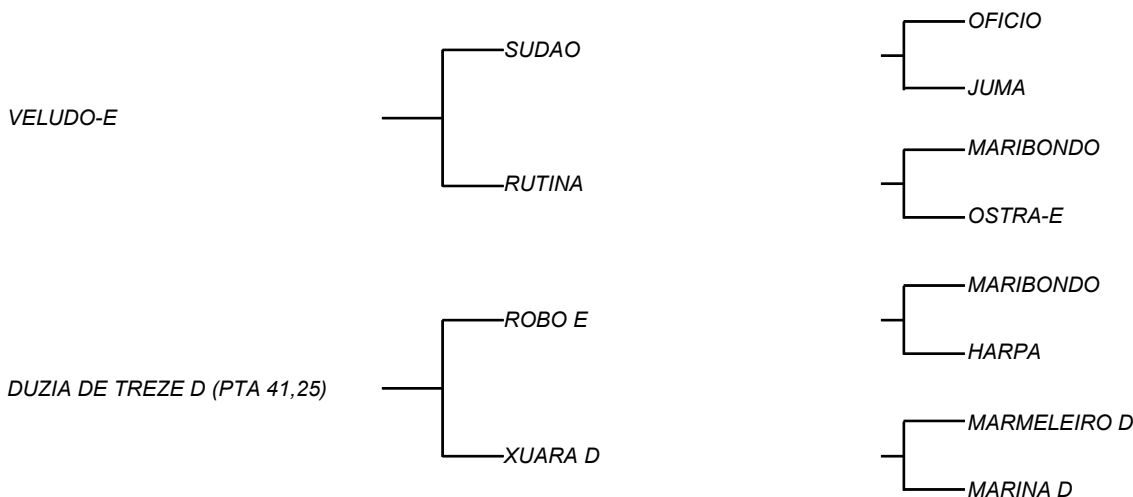 OFICIO
SUDAO
JUMA
VELUDO-E
MARIBONDO
RUTINA
OSTRA-E
MARIBONDO
ROBO E
HARPA
DUZIA DE TREZE D (PTA 41,25)
MARMELEIRO D
XUARA D
MARINA D